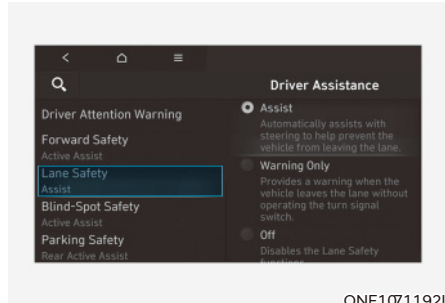 Driver Assistance
Driver Attention Warning
Forward Safety
Active Assist
Lane Safety
Assist
Blind-Spot Safety
Active Assist
Parking Safety
Rear Active Assist
Assist
Automatically assists with
steering to help prevent the
vehicle from leaving the lane.
Warning Only
Provides a warning when the
vehicle leaves the lane without
operating the turn signal
switch.
Off
Disables the Lane Safety
functions.